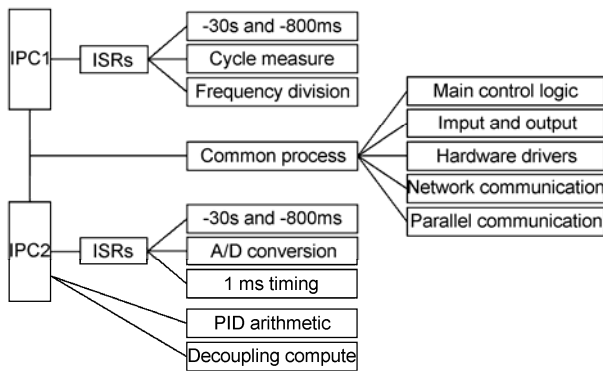 IPC1
ISRs
-30s and -800ms
Cycle measure
Frequency division
Common process
Main control logic
Imput and output
Hardware drivers
Network communication
Parallel communication
IPC2
ISRs
-30s and -800ms
A/D conversion
1 ms timing
PID arithmetic
Decoupling compute